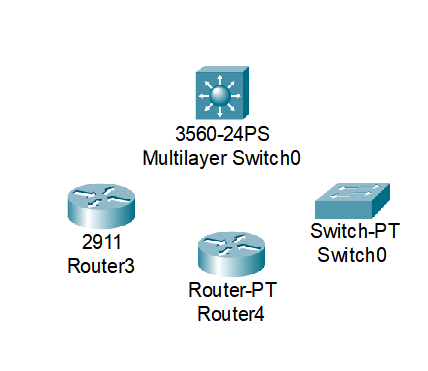 3560-24PS
Multilayer Switch0
2911
Router3
Switch-PT
Switch0
Router-PT
Router4